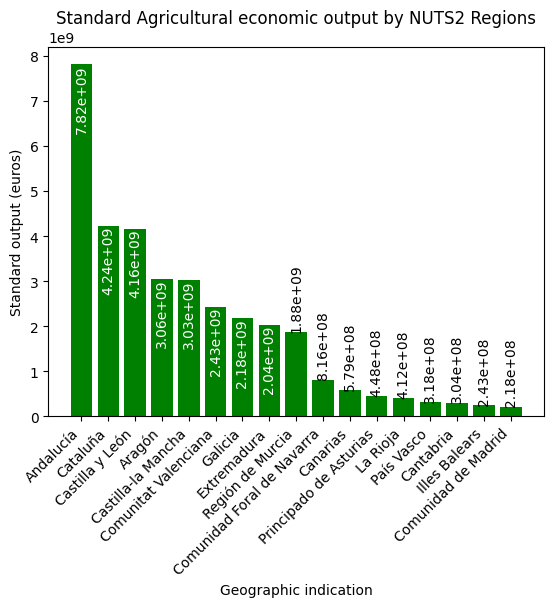 Standard Agricultural economic output by NUTS2 Regions
1e9
8
7
6
5
4
3
2
1
0
Standard output (euros)
7.82e+09
4.24e+09
4.16e+09
3.06e+09
3.03e+09
2.43e+09
2.18e+09
2.04e+09
1.88e+09
8.16e+08
5.79e+08
4.48e+08
4.12e+08
3.18e+08
3.04e+08
2.43e+08
2.18e+08
Andalucía
Cataluña
Castilla y León
Aragón
Castilla-la Mancha
Comunitat Valenciana
Galicia
Extremadura
Región de Murcia
Comunidad Foral de Navarra
Canarias
Principado de Asturias
La Rioja
País Vasco
Cantabria
Illes Balears
Comunidad de Madrid
Geographic indication